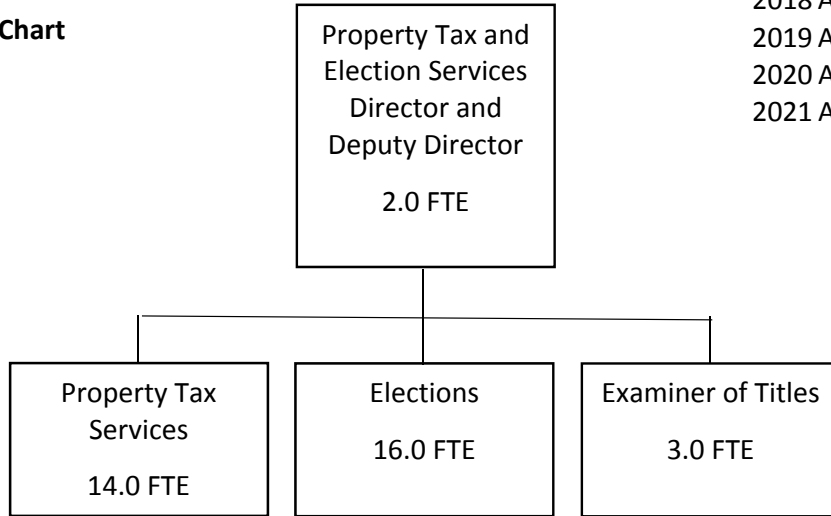 Chart
Property Tax and
Election Services
Director and
Deputy Director
2.0 FTE
2018 A
2019 A
2020 A
2021 A
Property Tax
Services
14.0 FTE
Elections
16.0 FTE
Examiner of Titles
3.0 FTE